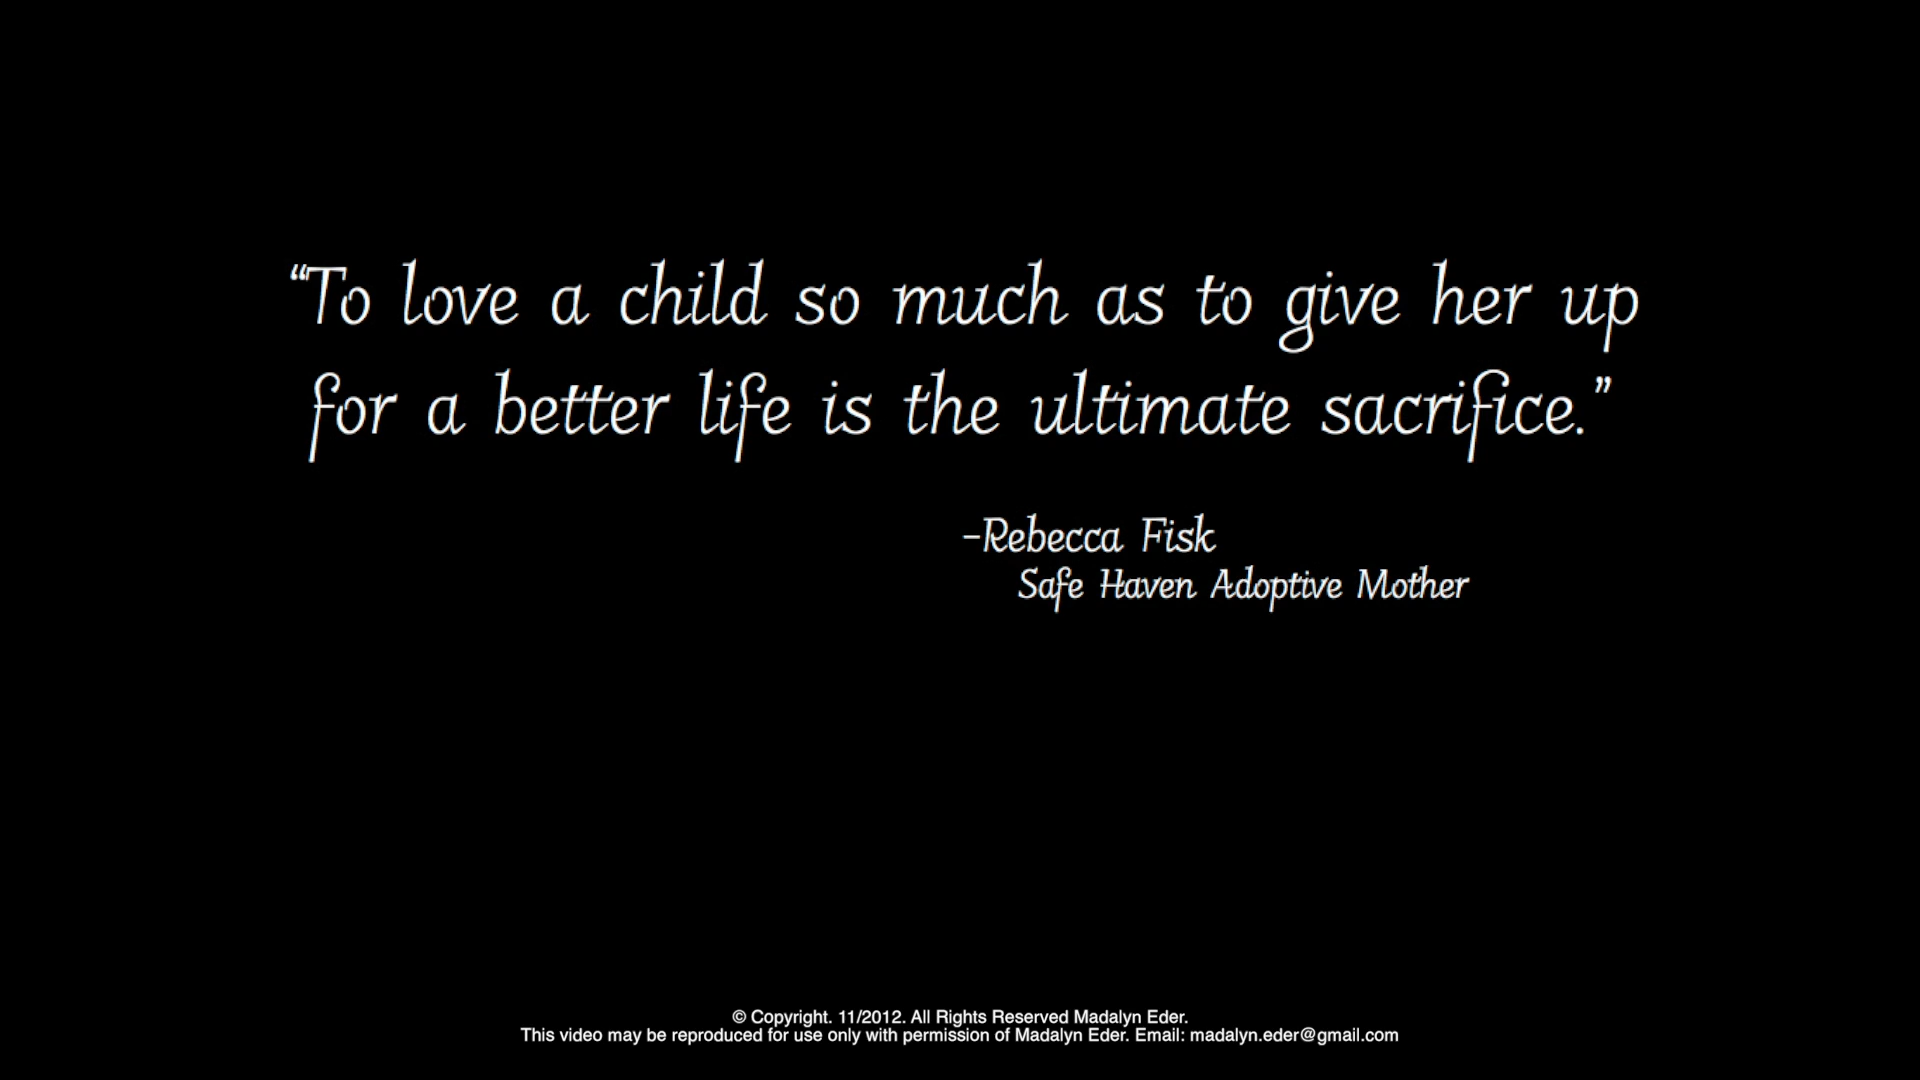 “To love a child so much as to give her up
for a better life is the ultimate sacrifice.”
-Rebecca Fisk
Safe Haven Adoptive Mother
© Copyright. 11/2012. All Rights Reserved Madalyn Eder.
This video may be reproduced for use only with permission of Madalyn Eder. Email: madalyn.eder@gmail.com